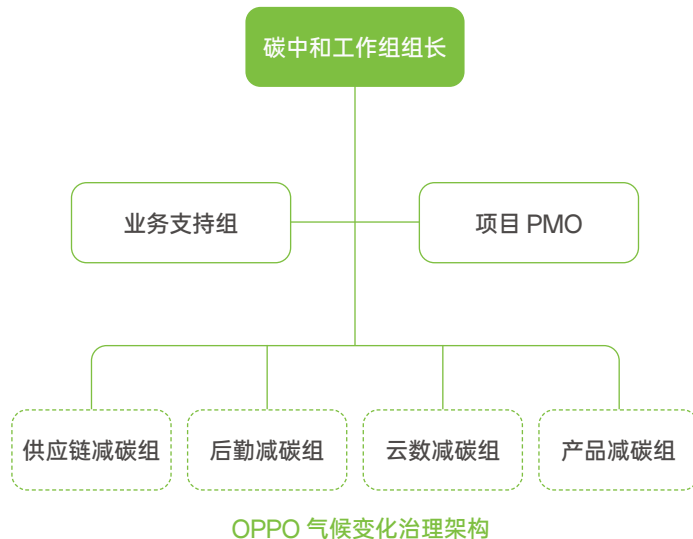 碳中和工作组组长
业务支持组
项目 PMO
供应链减碳组
后勤减碳组
云数减碳组
产品减碳组
OPPO 气候变化治理架构